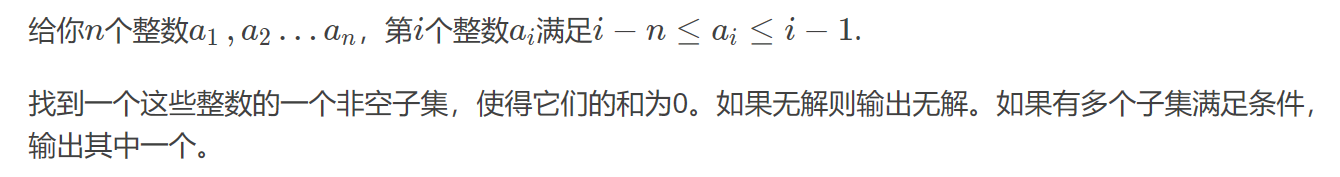 给你n个整数a₁ , a₂ … aₙ，第i个整数aᵢ满足i − n ≤ aᵢ ≤ i − 1.
找到一个这些整数的一个非空子集，使得它们的和为0。如果无解则输出无解。如果有多个子集满足条件，
输出其中一个。